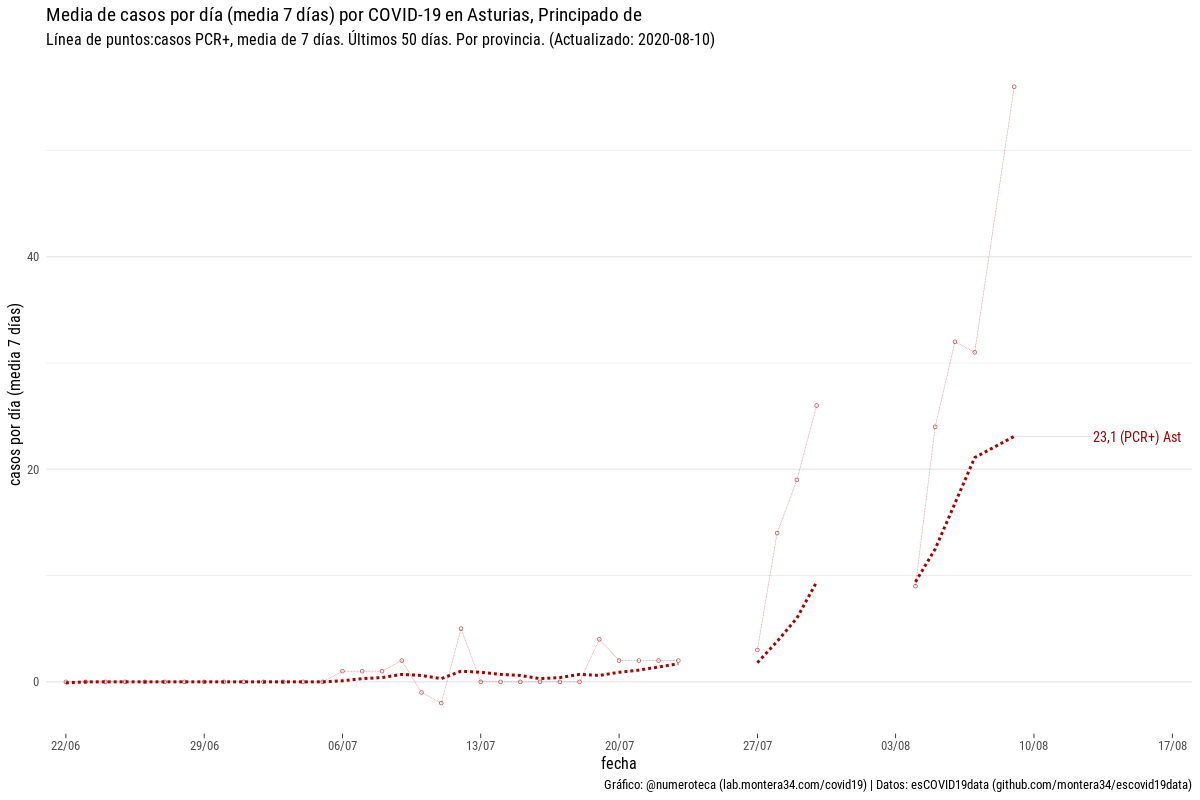 Media de casos por día (media 7 días) por COVID-19 en Asturias, Principado de
Línea de puntos:casos PCR+, media de 7 días. Últimos 50 días. Por provincia. (Actualizado: 2020-08-10)
casos por día (media 7 días)
40
20
0
23,1 (PCR+) Ast
22/06
29/06
06/07
13/07
20/07
27/07
03/08
10/08
17/08
fecha
Gráfico: @numeroteca (lab.montera34.com/covid19) | Datos: esCOVID19data (github.com/montera34/escovid19data)